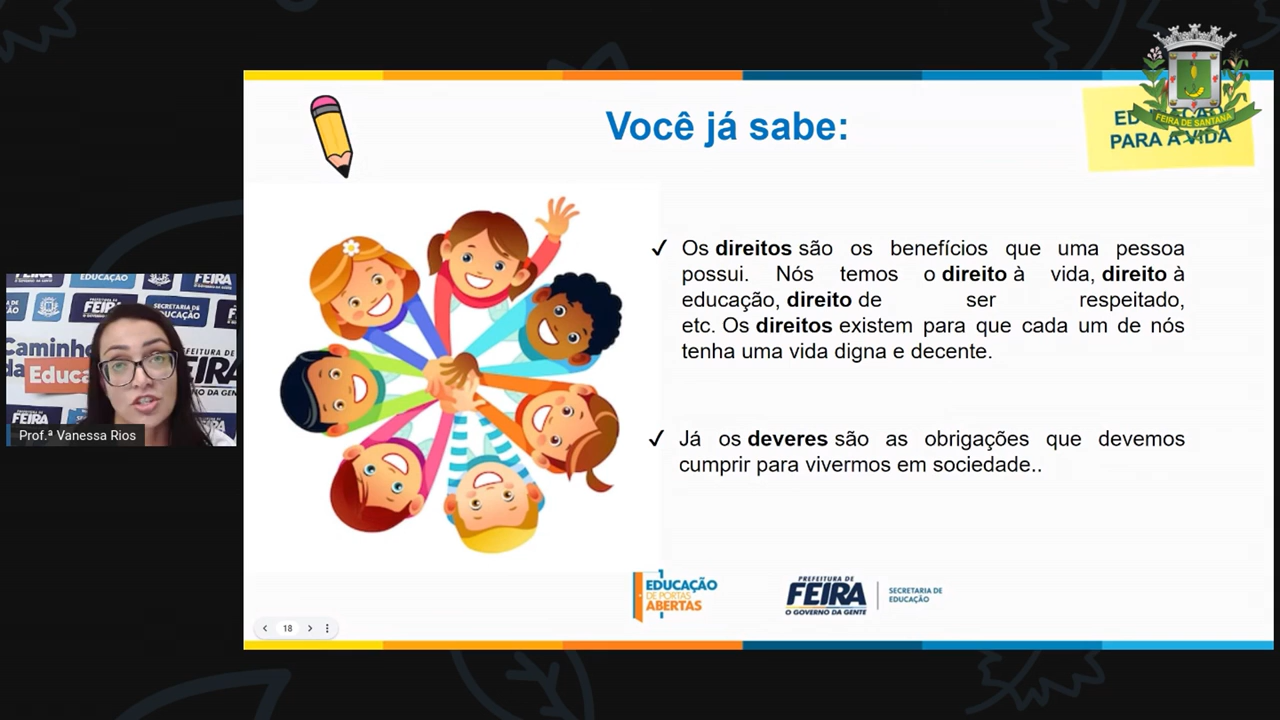 Você já sabe:
FEIRA DE SANTANA
PARA A VIDA
✓ Os direitos são os benefícios que uma pessoa
possui. Nós temos o direito à vida, direito à
educação, direito de ser respeitado,
etc. Os direitos existem para que cada um de nós
tenha uma vida digna e decente.
✓ Já os deveres são as obrigações que devemos
cumprir para vivermos em sociedade..
EDUCAÇÃO
SECRETARIA DE
EDUCAÇÃO
FEIRA
Caminho
da
Educa
FEIRA
Prof.ª Vanessa Rios
EDUCAÇÃO
DE PORTAS
ABERTAS
PREFEITURA DE
FEIRA
O GOVERNO DA GENTE
SECRETARIA DE
EDUCAÇÃO
18